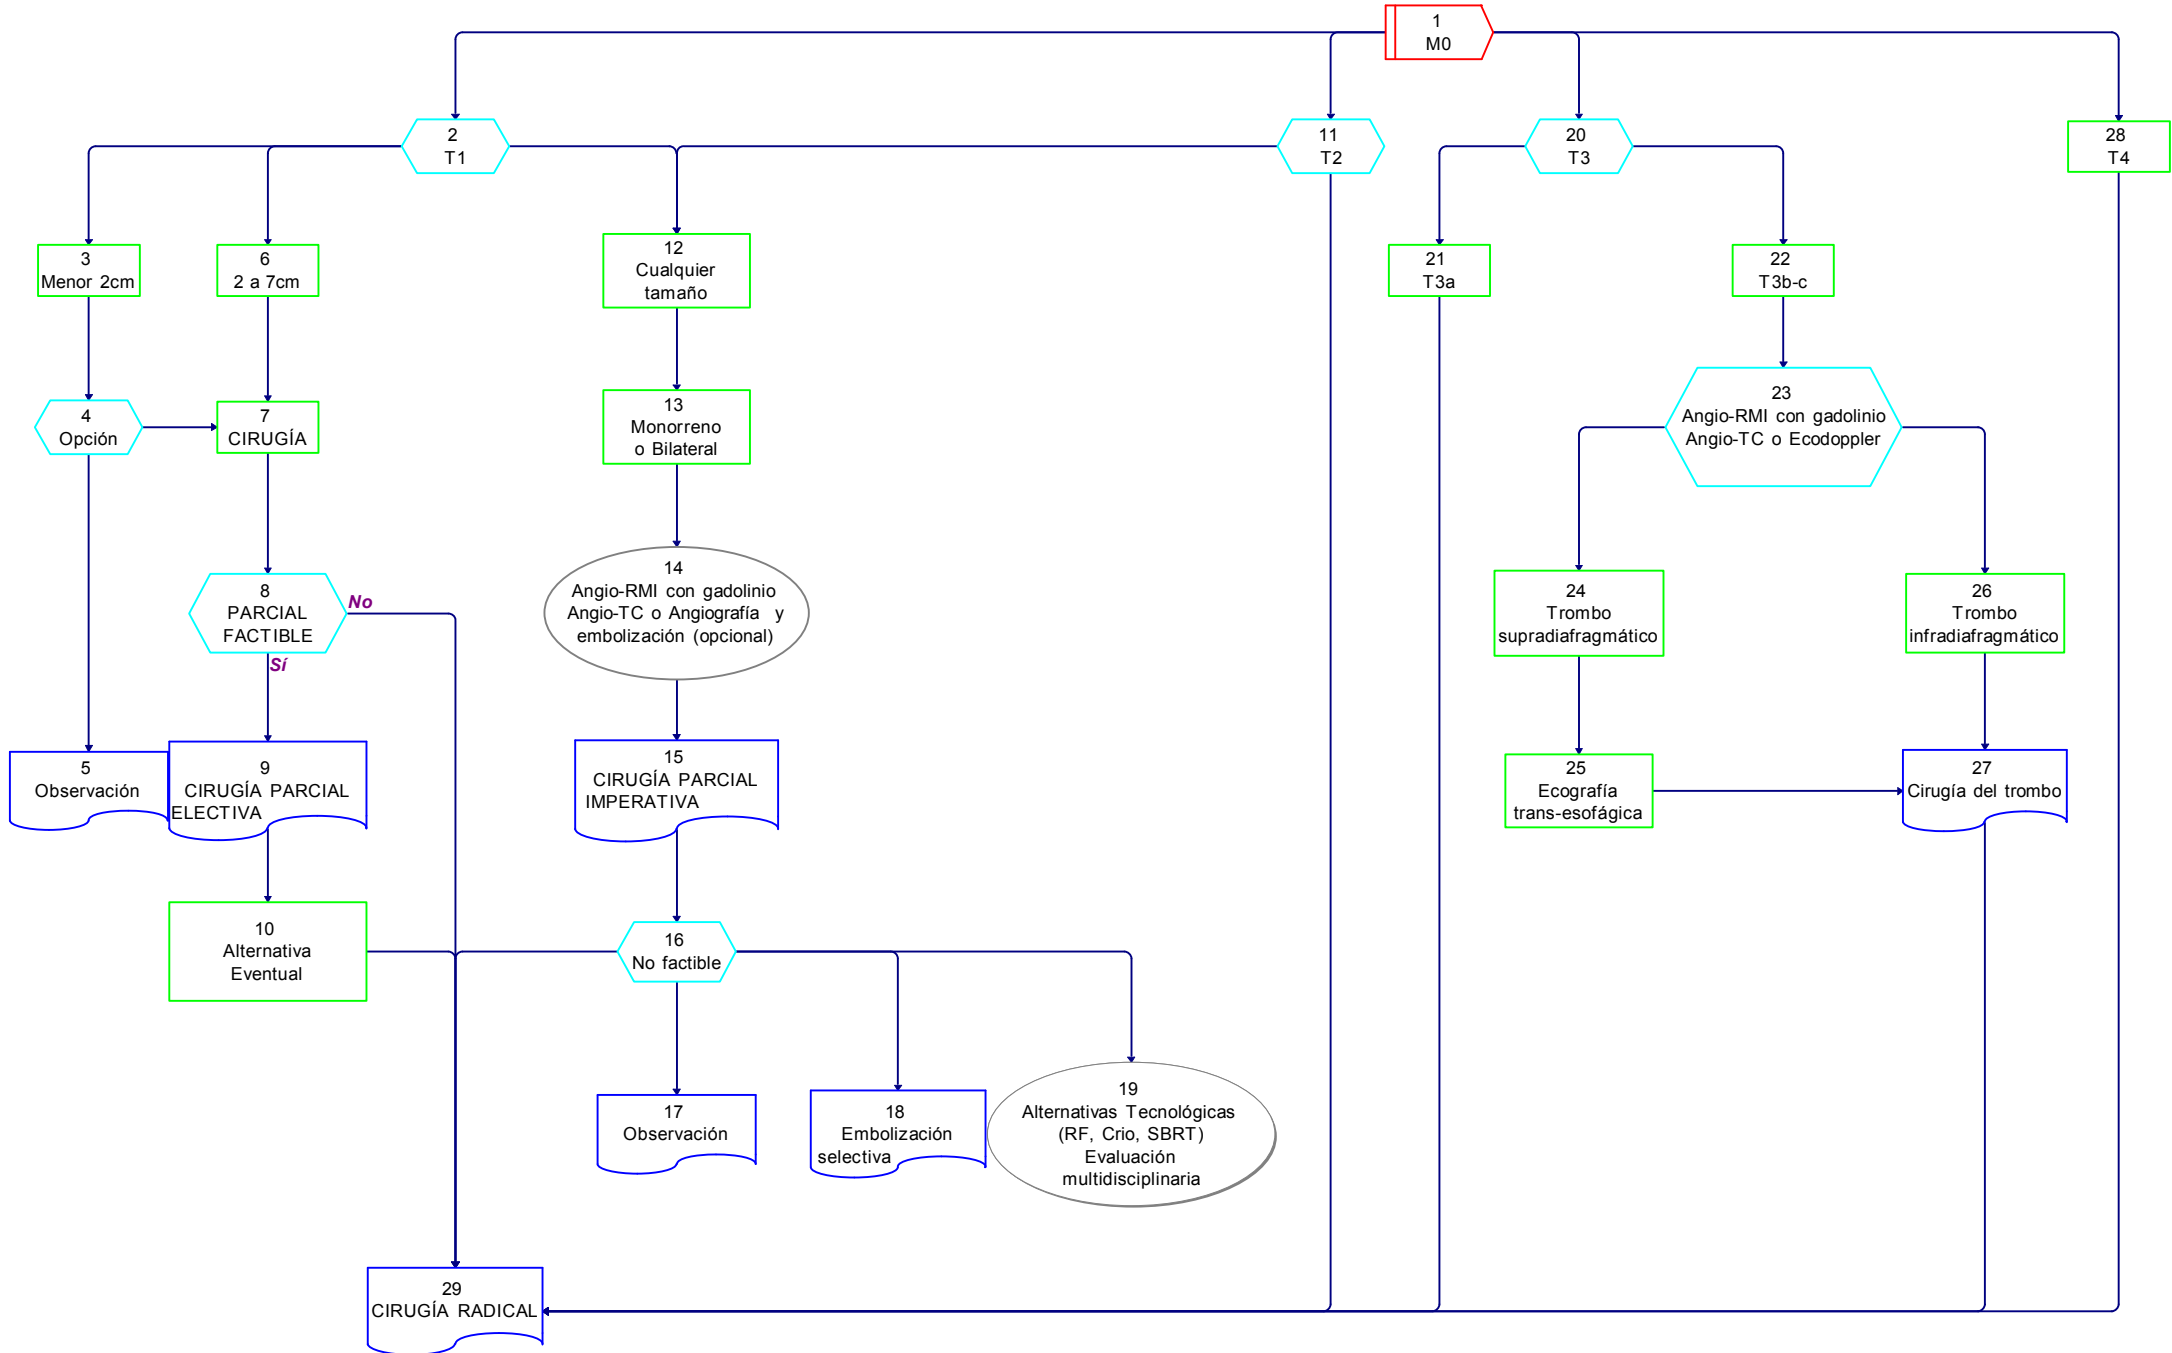 1
M0
2
T1
11
T2
20
T3
28
T4
3
Menor 2cm
6
2 a 7cm
12
Cualquier
tamaño
21
T3a
22
T3b-c
4
Opción
7
CIRUGÍA
13
Monorreno
o Bilateral
23
Angio-RMI con gadolinio
Angio-TC o Ecodoppler
8
PARCIAL
FACTIBLE
No
Sí
14
Angio-RMI con gadolinio
Angio-TC o Angiografía y
embolización (opcional)
24
Trombo
supradiafragmático
26
Trombo
infradiafragmático
5
Observación
9
CIRUGÍA PARCIAL
ELECTIVA
15
CIRUGÍA PARCIAL
IMPERATIVA
25
Ecografía
trans-esofágica
27
Cirugía del trombo
10
Alternativa
Eventual
16
No factible
17
Observación
18
Embolización
selectiva
19
Alternativas Tecnológicas
(RF, Crio, SBRT)
Evaluación
multidisciplinaria
29
CIRUGÍA RADICAL